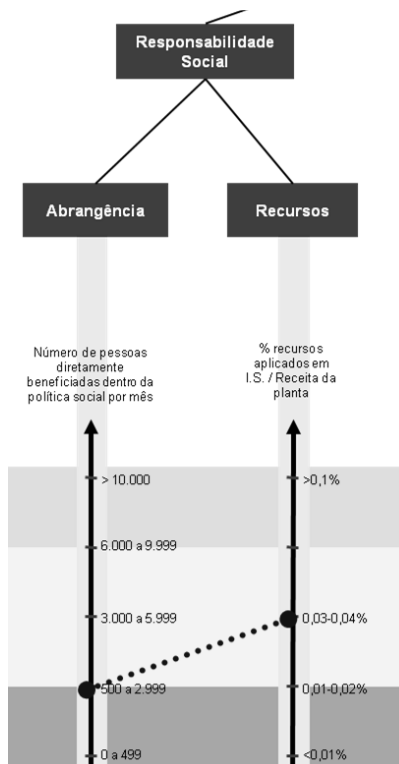 Responsabilidade
Social
Abrangência
Recursos
Número de pessoas
diretamente
beneficiadas dentro da
política social por mês
% recursos
aplicados em
I.S. / Receita da
planta
> 10.000
>0,1%
6.000 a 9.999
3.000 a 5.999
0,03-0,04%
500 a 2.999
0,01-0,02%
0 a 499
<0,01%